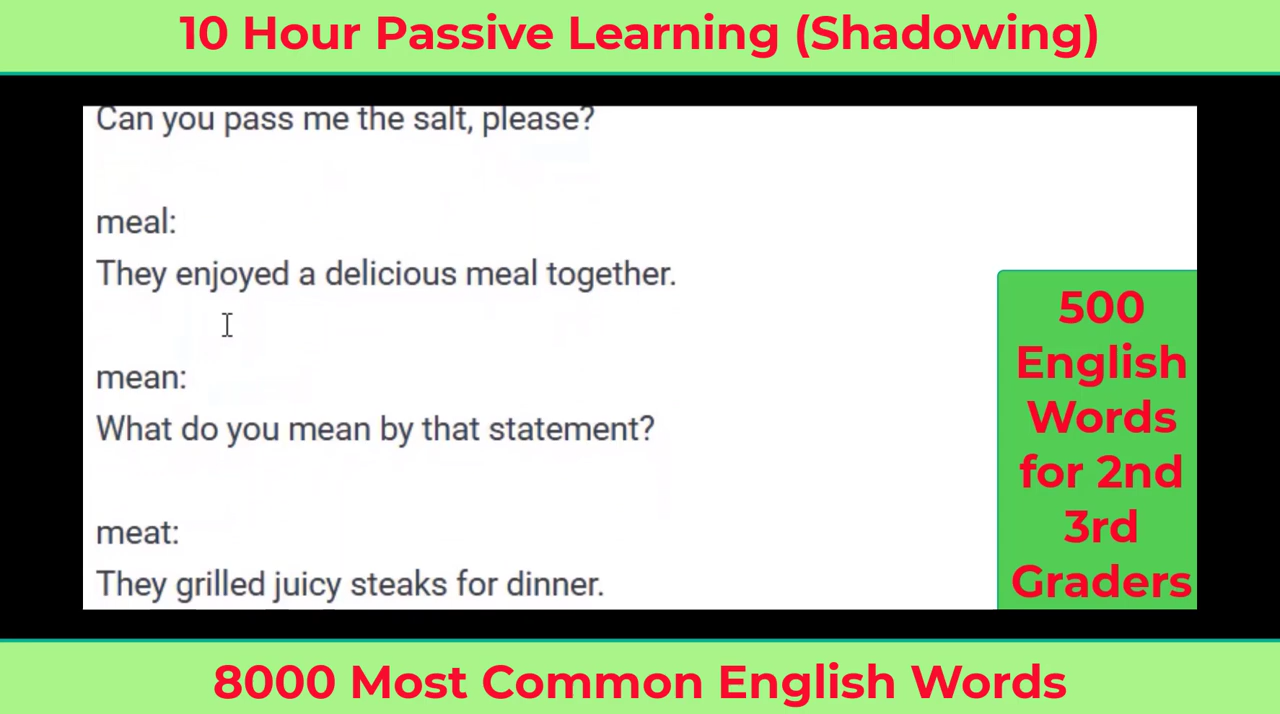 10 Hour Passive Learning (Shadowing)
Can you pass me the salt, please?
meal:
They enjoyed a delicious meal together.
mean:
What do you mean by that statement?
meat:
They grilled juicy steaks for dinner.
500
English
Words
for 2nd
3rd
Graders
8000 Most Common English Words